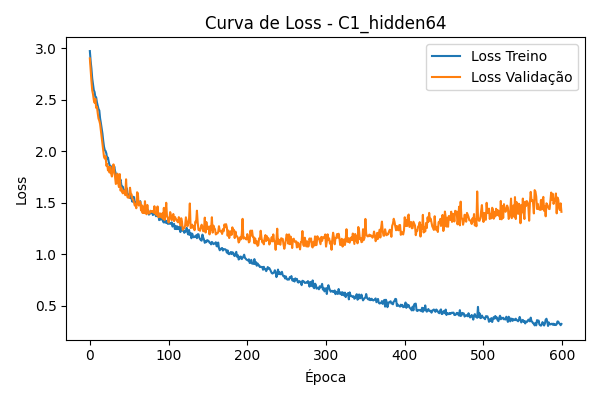 Curva de Loss - C1_hidden64
Loss Treino
Loss Validação
3.0
2.5
2.0
1.5
1.0
0.5
Loss
0 100 200 300 400 500 600
Época